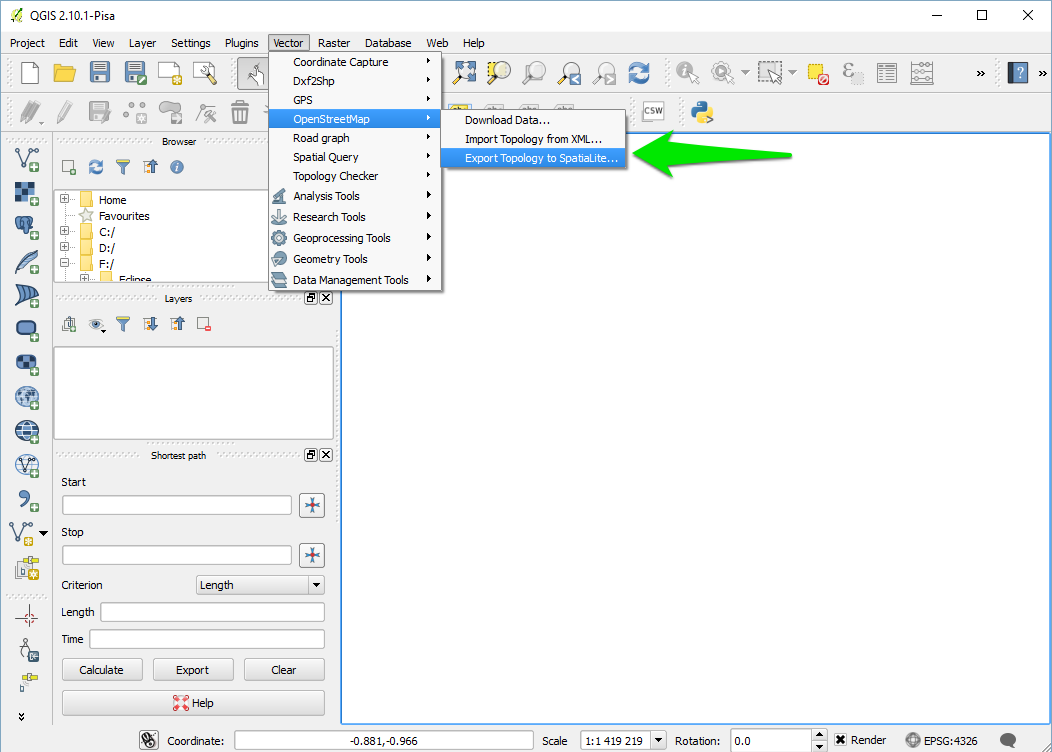 QGIS 2.10.1-Pisa
Project Edit View Layer Settings Plugins Vector Raster Database Web Help
Coordinate Capture
Dxf2Shp
GPS
OpenStreetMap
Road graph
Spatial Query
Topology Checker
Analysis Tools
Research Tools
Geoprocessing Tools
Geometry Tools
Data Management Tools
Download Data...
Import Topology from XML...
Export Topology to SpatiaLite...
CSW
Browser
Home
Favourites
C:/
D:/
F:/
Eclipse
Layers
Shortest path
Start
Stop
Criterion Length
Length
Time
Calculate Export Clear
Help
Coordinate: -0.881,-0.966 Scale 1:1 419 219 Rotation: 0.0 Render EPSG:4326